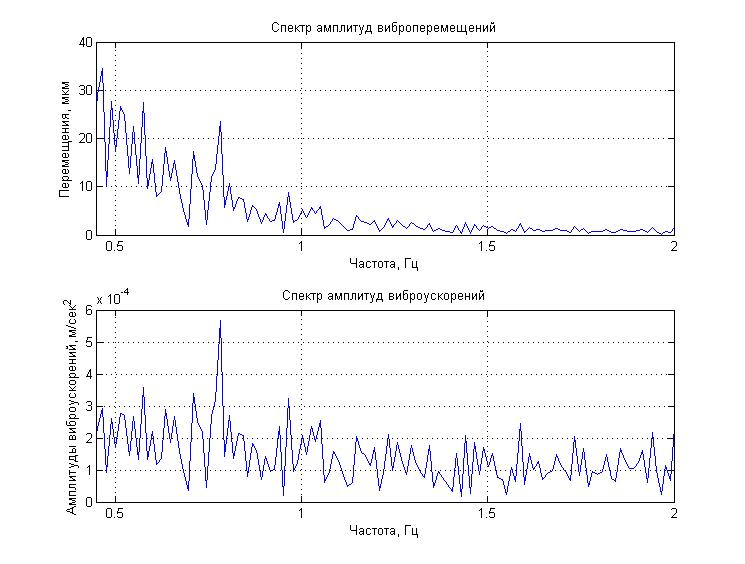 Спектр амплитуд виброперемещений
40
30
20
10
0
Перемещения, мкм
0.5
1
1.5
2
Частота, Гц
Спектр амплитуд виброускорений
x 10^-4
6
5
4
3
2
1
0
Амплитуды виброускорений,м/сек^2
0.5
1
1.5
2
Частота, Гц